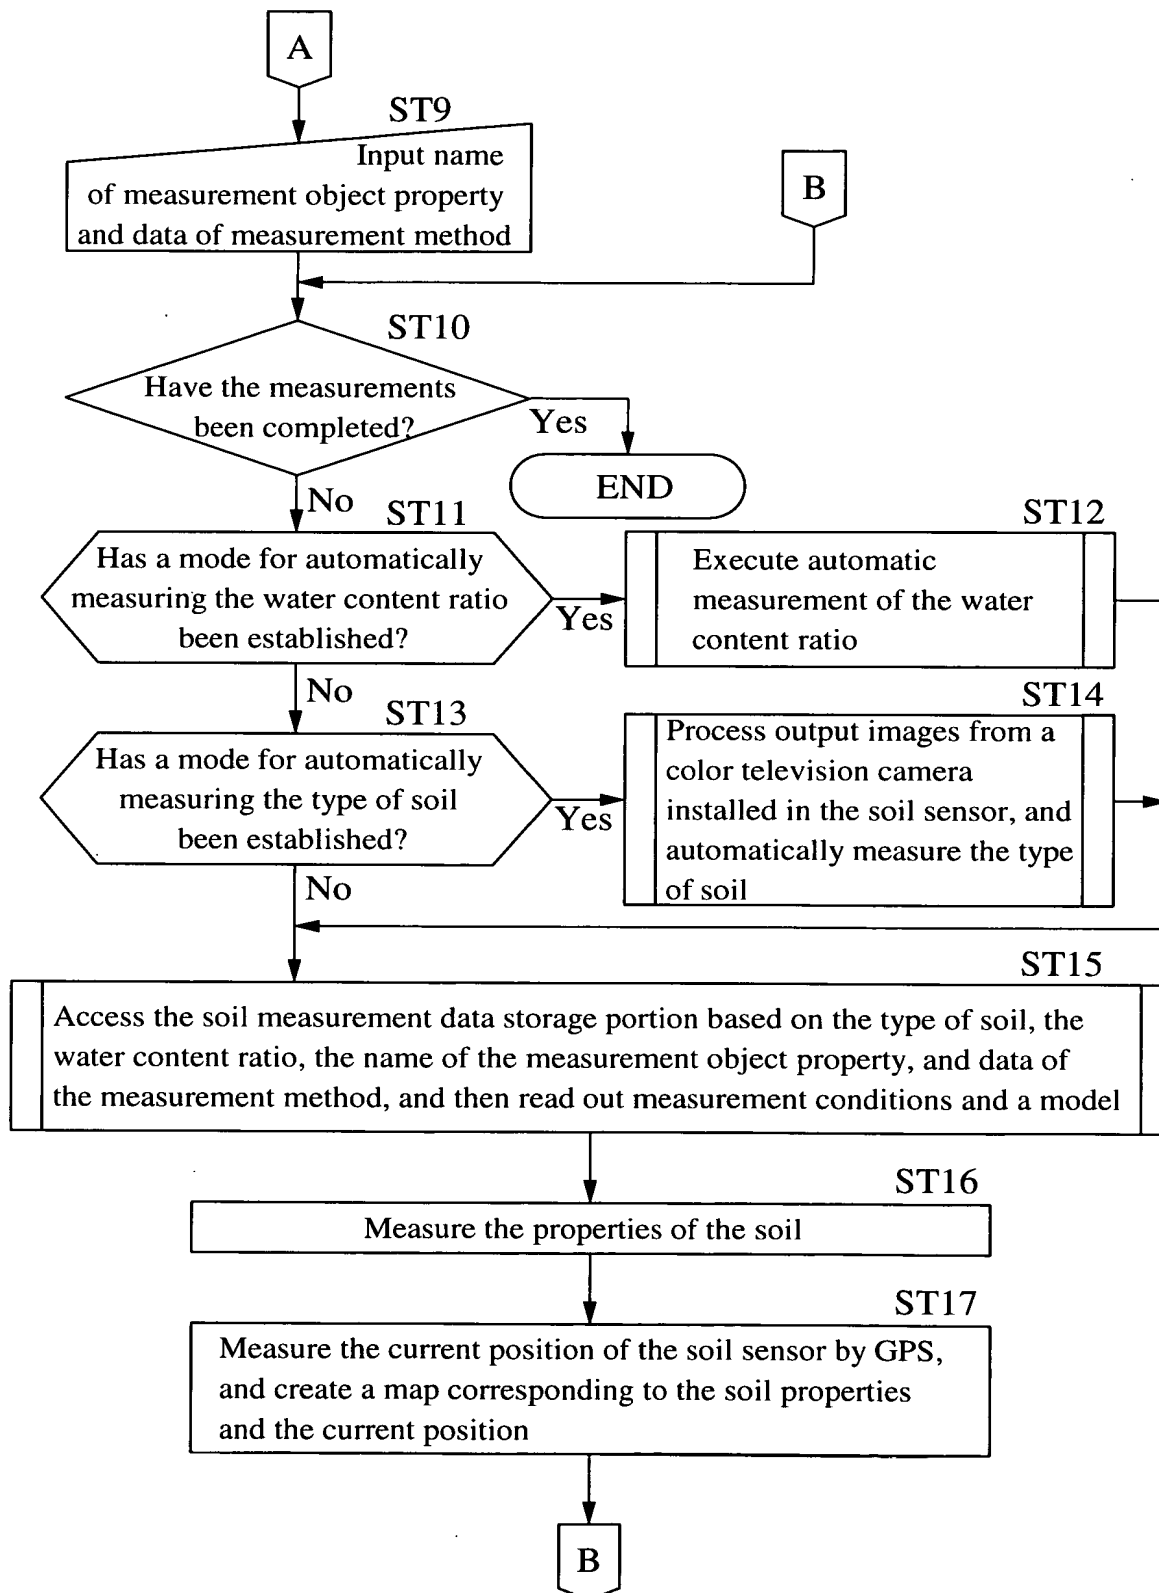 A
ST9
Input name
of measurement object property
and data of measurement method
B
ST10
Have the measurements
been completed?
Yes
END
No
ST11
Has a mode for automatically
measuring the water content ratio
been established?
Yes
ST12
Execute automatic
measurement of the water
content ratio
No
ST13
Has a mode for automatically
measuring the type of soil
been established?
Yes
ST14
Process output images from a
color television camera
installed in the soil sensor, and
automatically measure the type
of soil
No
ST15
Access the soil measurement data storage portion based on the type of soil, the
water content ratio, the name of the measurement object property, and data of
the measurement method, and then read out measurement conditions and a model
ST16
Measure the properties of the soil
ST17
Measure the current position of the soil sensor by GPS,
and create a map corresponding to the soil properties
and the current position
B